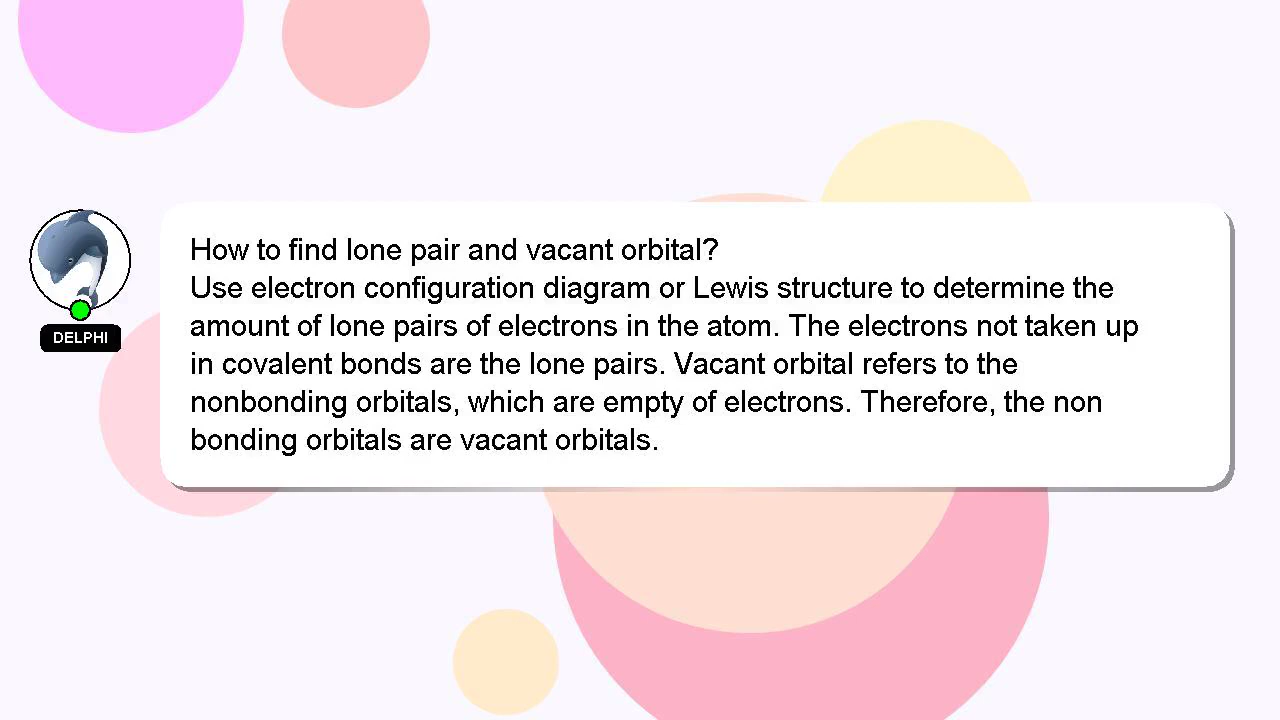 How to find lone pair and vacant orbital?
Use electron configuration diagram or Lewis structure to determine the
amount of lone pairs of electrons in the atom. The electrons not taken up
in covalent bonds are the lone pairs. Vacant orbital refers to the
nonbonding orbitals, which are empty of electrons. Therefore, the non
bonding orbitals are vacant orbitals.
DELPHI